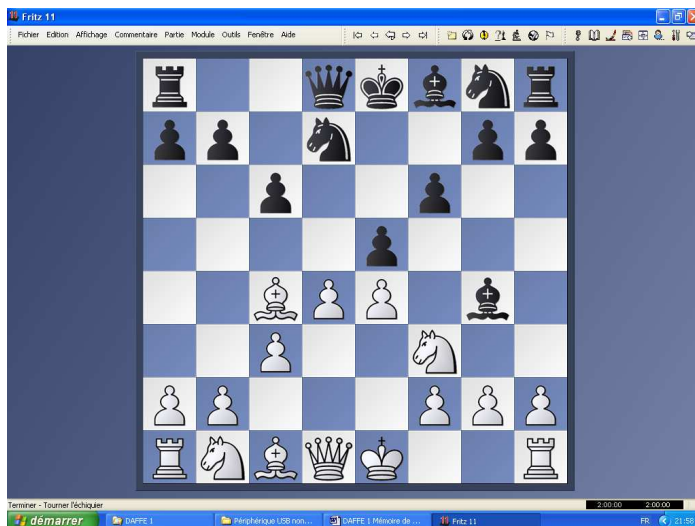 Fritz 11
Fichier Edition Affichage Commentaire Partie Module Outils Fenêtre Aide
Terminer - Tourner l'échiquier
2:00:00 2:00:00
démarrer DAFFE 1 Périphérique USB non... DAFFE 1 Mémoire de ... Fritz 11 FR 21:58